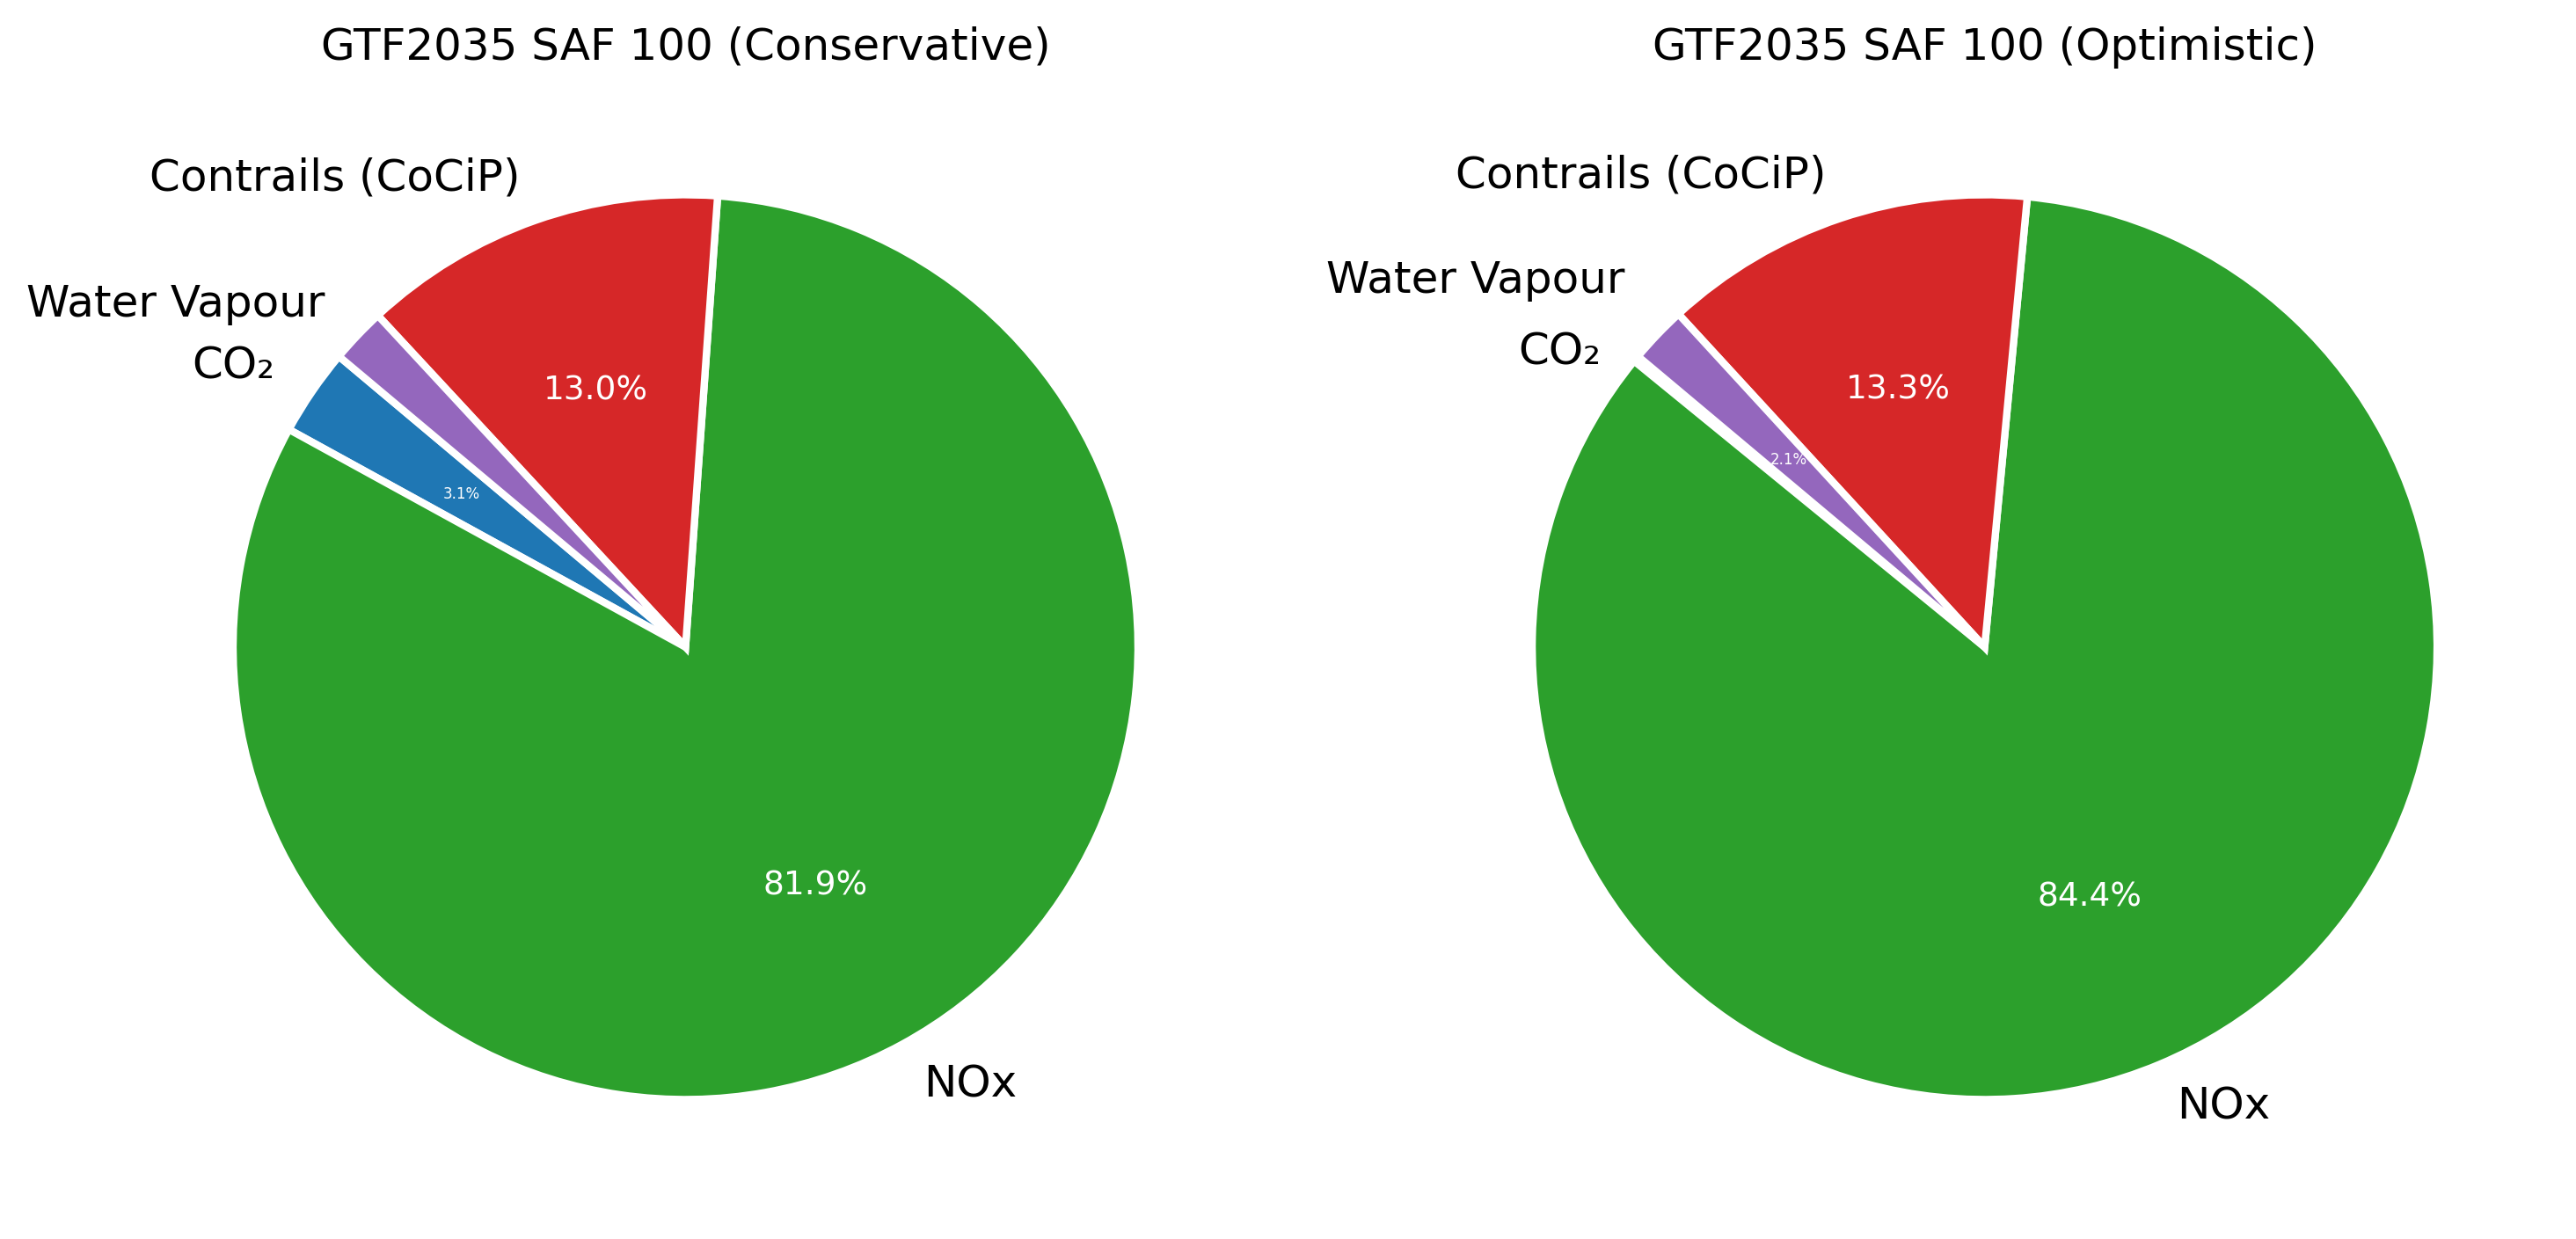 GTF2035 SAF 100 (Conservative)
Contrails (CoCiP)
Water Vapour
CO₂
13.0%
3.1%
81.9%
NOx
GTF2035 SAF 100 (Optimistic)
Contrails (CoCiP)
Water Vapour
CO₂
13.3%
2.1%
84.4%
NOx